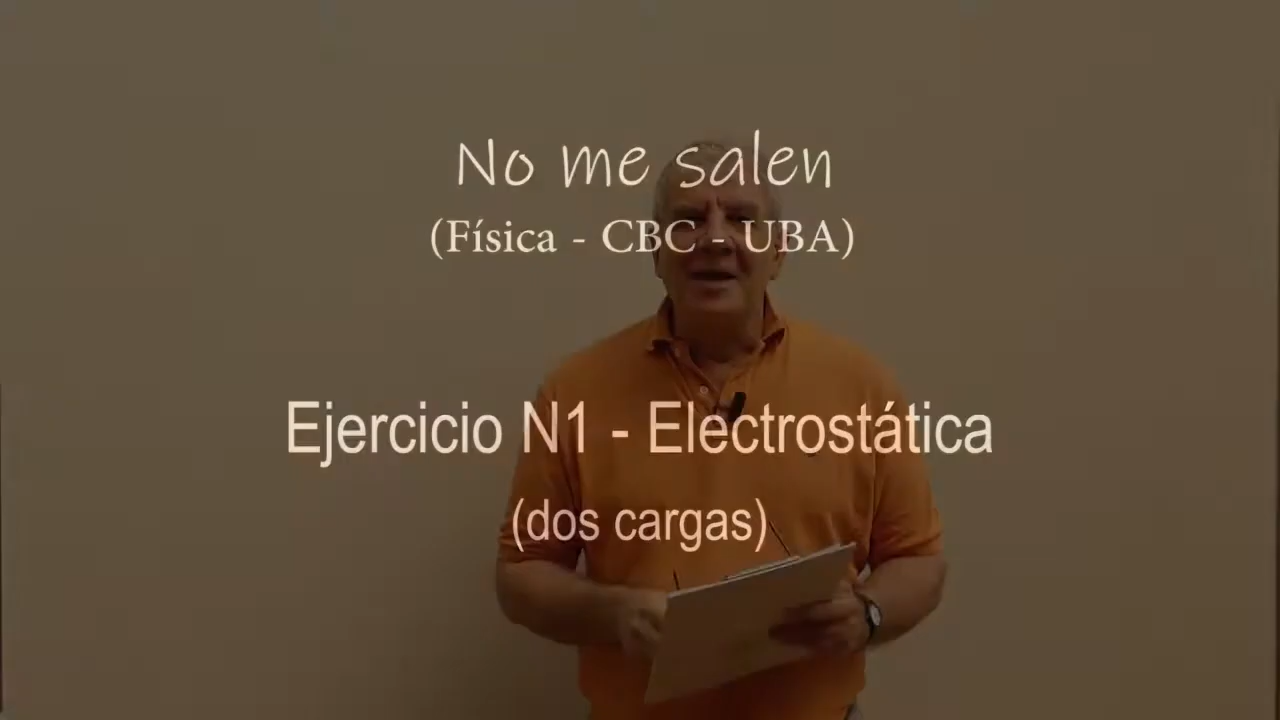 No me salen
(Física - CBC - UBA)
Ejercicio N1 - Electrostática
(dos cargas)